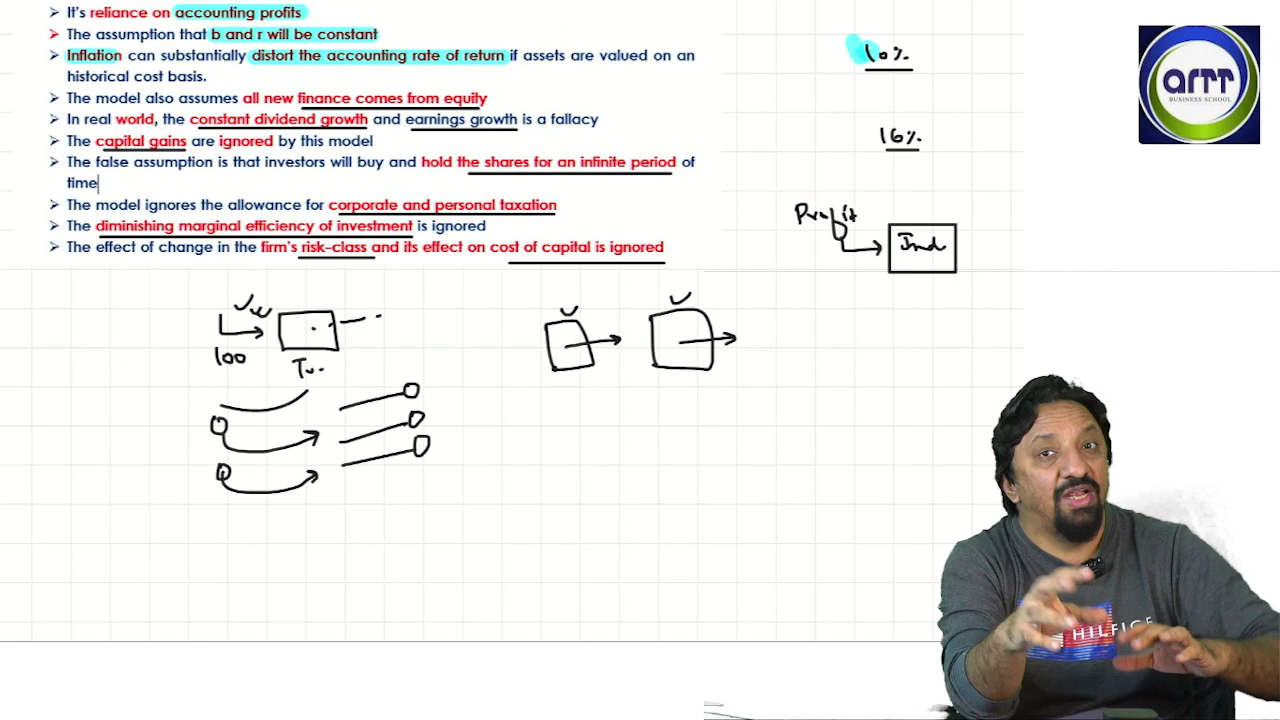 ➢ It's reliance on accounting profits
➢ The assumption that b and r will be constant
➢ Inflation can substantially distort the accounting rate of return if assets are valued on an
historical cost basis.
➢ The model also assumes all new finance comes from equity
➢ In real world, the constant dividend growth and earnings growth is a fallacy
➢ The capital gains are ignored by this model
➢ The false assumption is that investors will buy and hold the shares for an infinite period of
time
➢ The model ignores the allowance for corporate and personal taxation
➢ The diminishing marginal efficiency of investment is ignored
➢ The effect of change in the firm's risk–class and its effect on cost of capital is ignored
10%
16%
Profit
100
artt
BUSINESS SCHOOL
HILFIGE